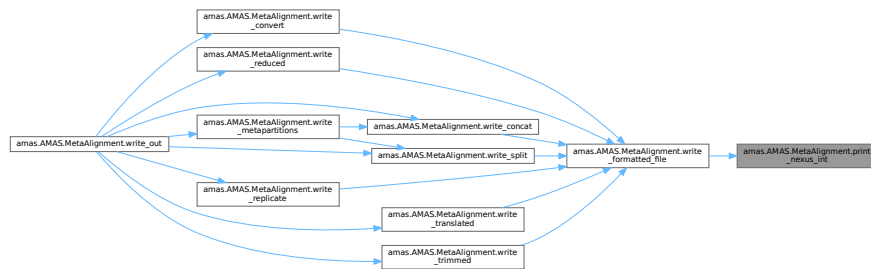 amas.AMAS.MetaAlignment.write
_convert
amas.AMAS.MetaAlignment.write
_reduced
amas.AMAS.MetaAlignment.write
_metapartitions
amas.AMAS.MetaAlignment.write_concat
amas.AMAS.MetaAlignment.write_out
amas.AMAS.MetaAlignment.write_split
amas.AMAS.MetaAlignment.write
_formatted_file
amas.AMAS.MetaAlignment.print
_nexus_int
amas.AMAS.MetaAlignment.write
_replicate
amas.AMAS.MetaAlignment.write
_translated
amas.AMAS.MetaAlignment.write
_trimmed